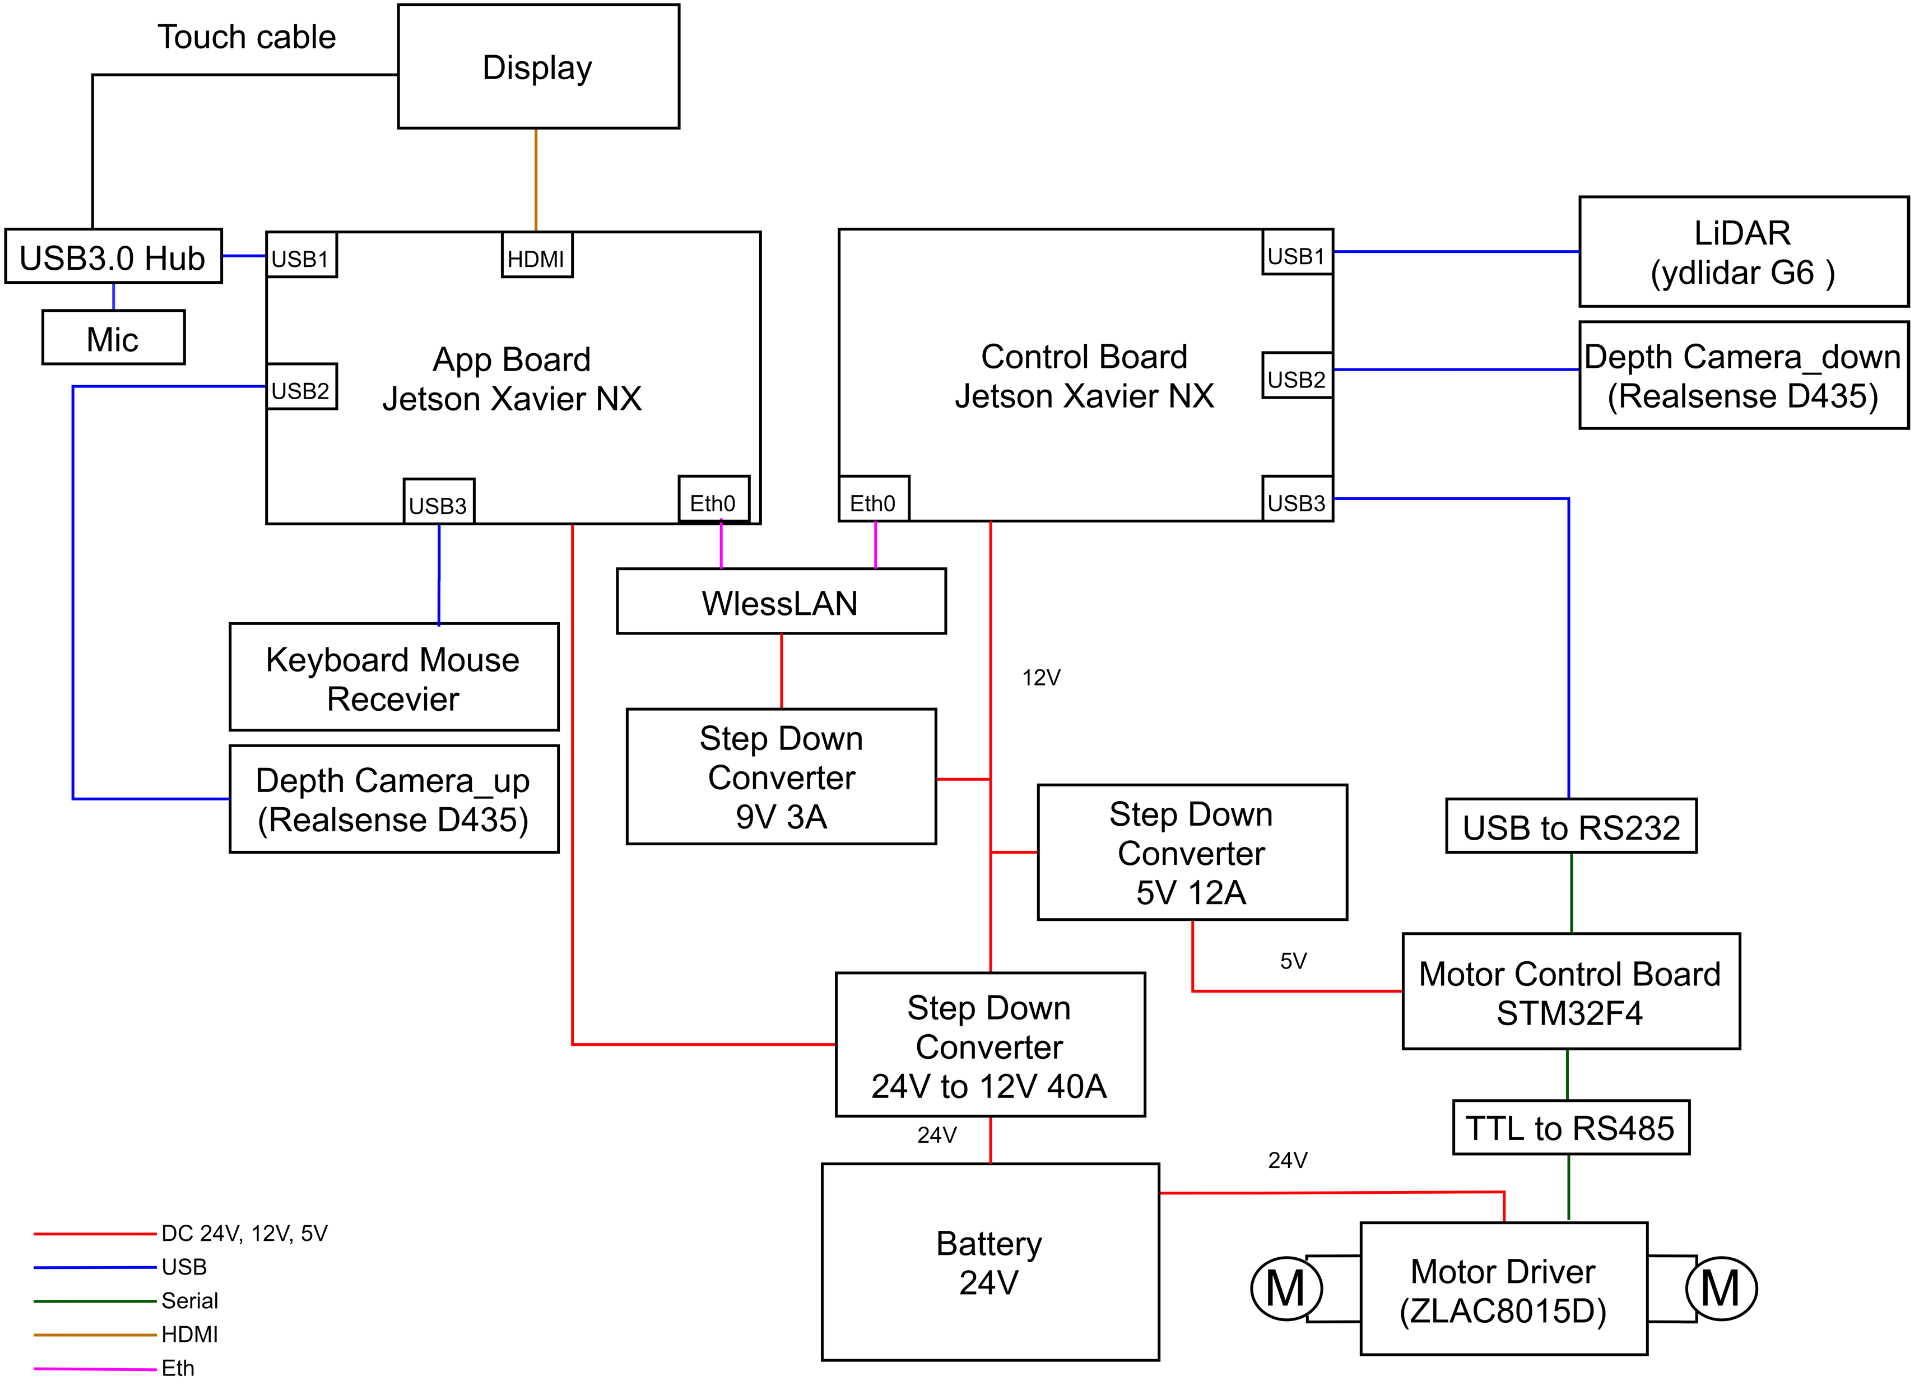 Touch cable
Display
USB3.0 Hub
USB1
HDMI
Mic
App Board
Jetson Xavier NX
USB2
USB3
Eth0
Control Board
Jetson Xavier NX
USB1
USB2
USB3
Eth0
LiDAR
(ydlidar G6 )
Depth Camera_down
(Realsense D435)
WlessLAN
Keyboard Mouse
Recevier
12V
Step Down
Converter
9V 3A
Depth Camera_up
(Realsense D435)
Step Down
Converter
5V 12A
USB to RS232
5V
Motor Control Board
STM32F4
Step Down
Converter
24V to 12V 40A
24V
TTL to RS485
24V
Battery
24V
M
Motor Driver
(ZLAC8015D)
M
DC 24V, 12V, 5V
USB
Serial
HDMI
Eth